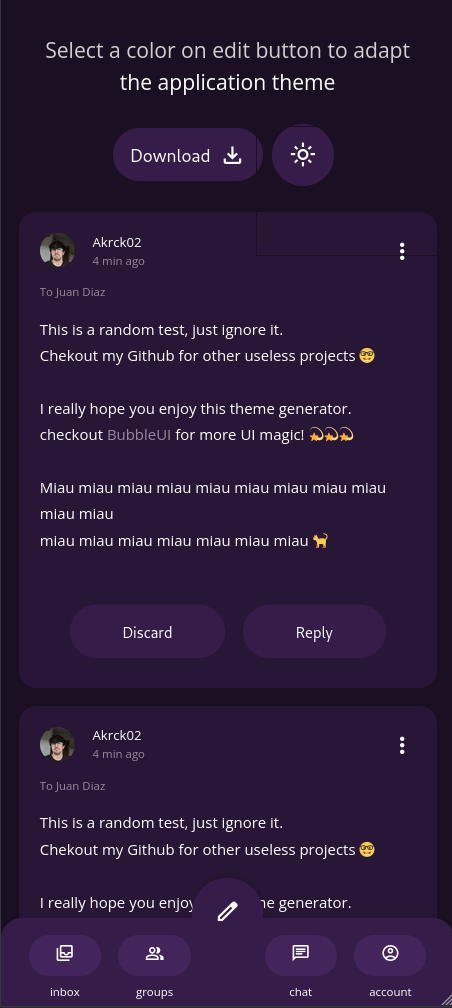 Select a color on edit button to adapt
the application theme
Download
Akrck02
4 min ago
To Juan Diaz
This is a random test, just ignore it.
Chekout my Github for other useless projects 🤓
I really hope you enjoy this theme generator.
checkout BubbleUI for more UI magic! 💫💫💫
Miau miau miau miau miau miau miau miau miau
miau miau
miau miau miau miau miau miau miau 🐈
Discard
Reply
Akrck02
4 min ago
To Juan Diaz
This is a random test, just ignore it.
Chekout my Github for other useless projects 🤓
I really hope you enjoy theme generator.
inbox
groups
chat
account